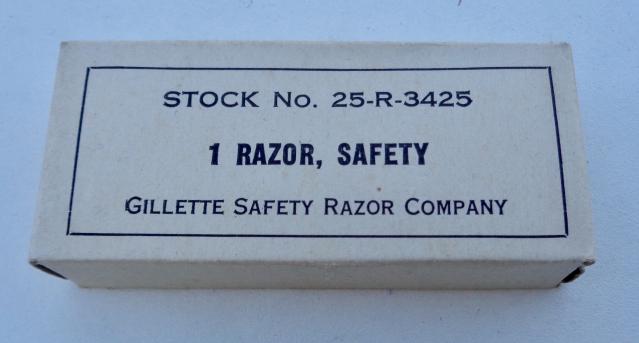 STOCK No. 25-R-3425
1 RAZOR, SAFETY
GILLETTE SAFETY RAZOR COMPANY